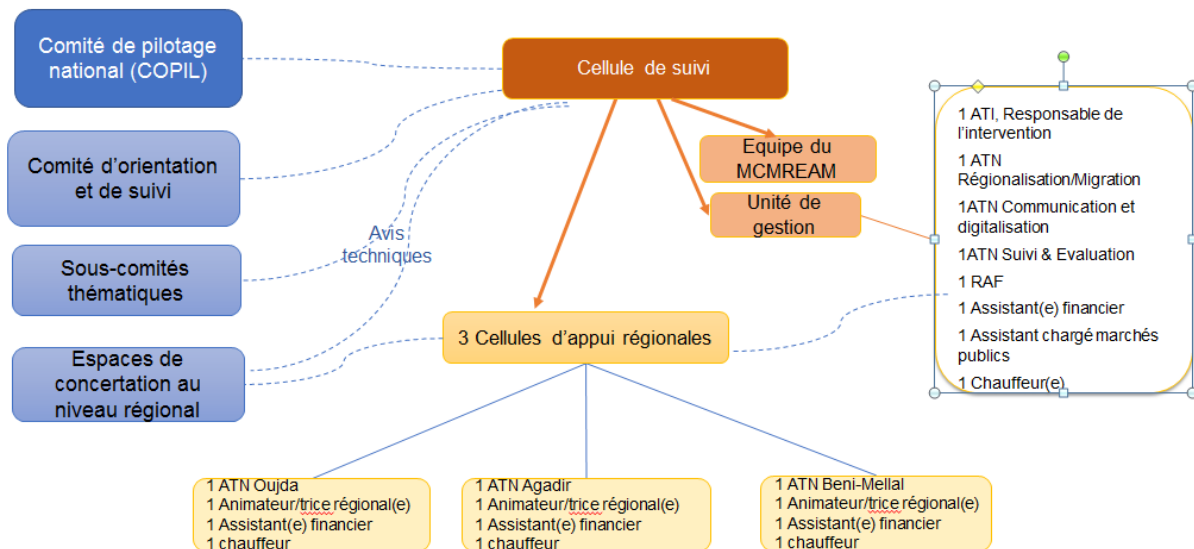 Comité de pilotage
national (COPIL)
Cellule de suivi
Comité d'orientation
et de suivi
Sous-comités
thématiques
Espaces de
concertation au
niveau régional
Avis
techniques
Equipe du
MCMREAM
Unité de
gestion
1 ATI, Responsable de
l'intervention
1 ATN
Régionalisation/Migration
1ATN Communication et
digitalisation
1ATN Suivi & Evaluation
1 RAF
1 Assistant(e) financier
1 Assistant chargé marchés
publics
1 Chauffeur(e)
3 Cellules d'appui régionales
1 ATN Oujda
1 Animateur/trice régional(e)
1 Assistant(e) financier
1 chauffeur
1 ATN Agadir
1 Animateur/trice régional(e)
1 Assistant(e) financier
1 chauffeur
1 ATN Beni-Mellal
1 Animateur/trice régional(e)
1 Assistant(e) financier
1 chauffeur